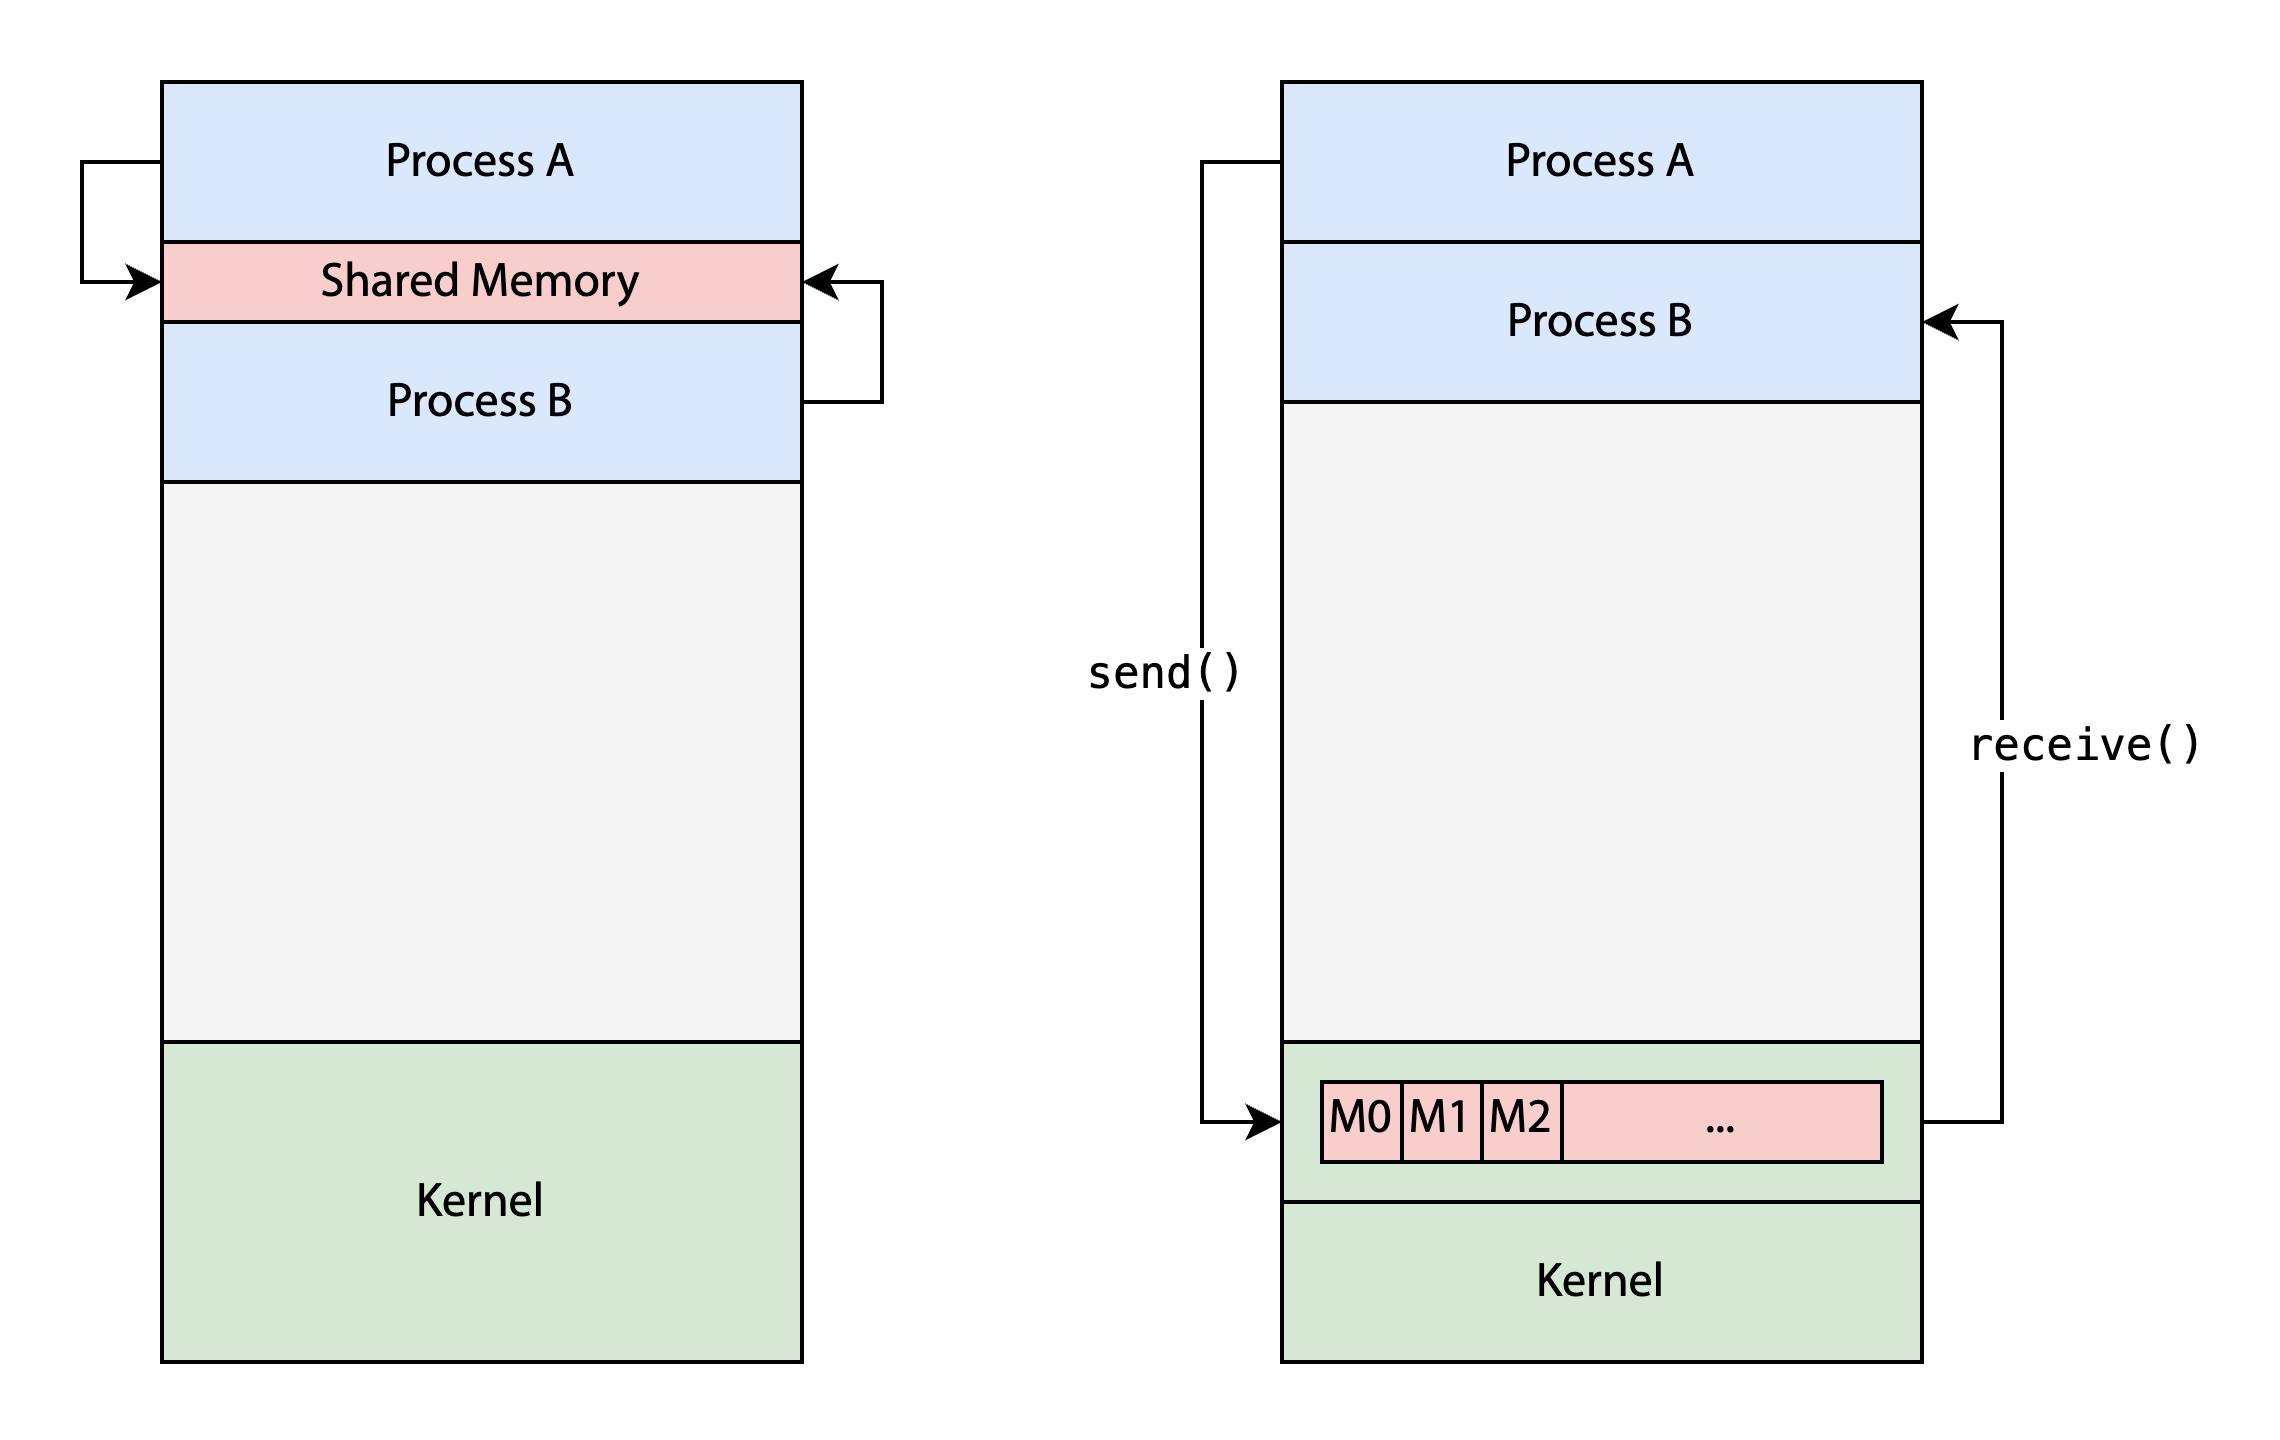 Process A
Shared Memory
Process B
Kernel
Process A
Process B
send()
receive()
M0 M1 M2 ...
Kernel